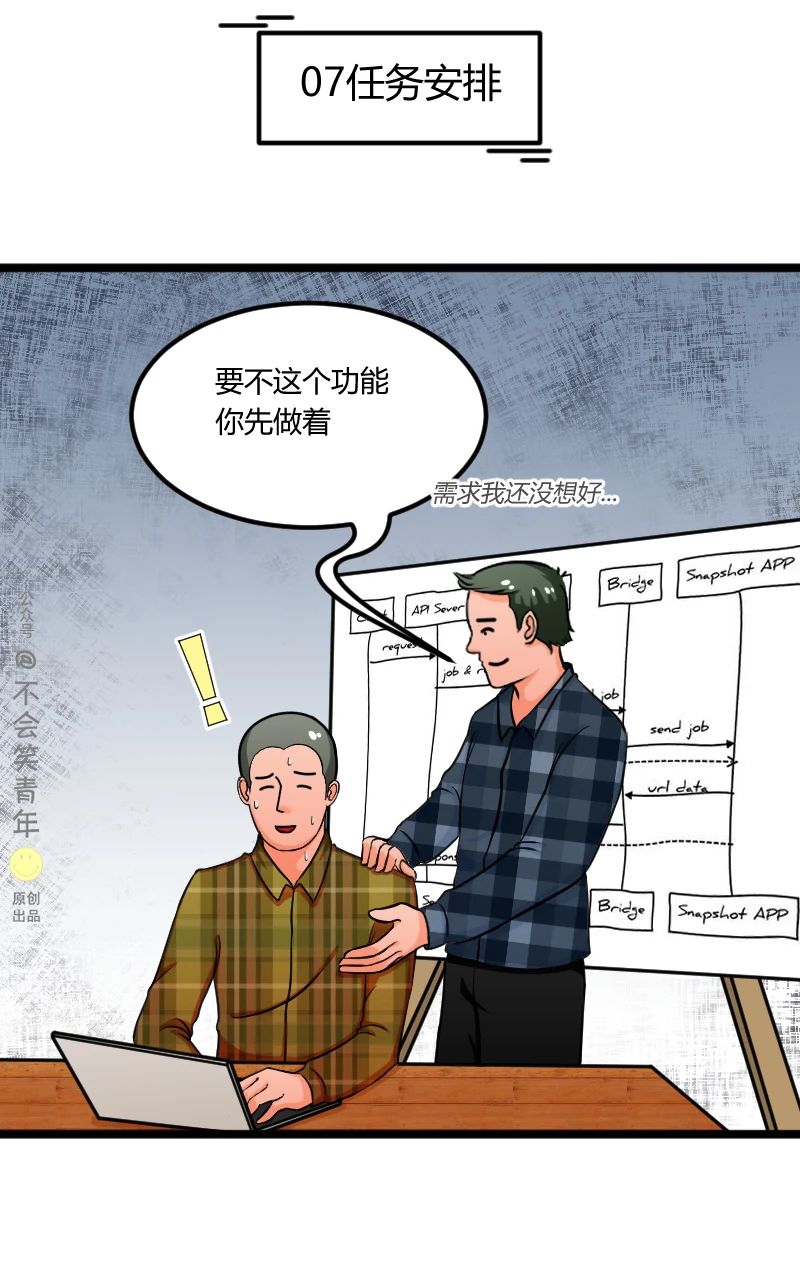 07任务安排
要不这个功能
你先做着
需求我还没想好...
Bridge
Snapshot APP
API Sever
request
job &
job
send job
url data
Bridge
Snapshot APP
公众号
不会笑青年
原创
出品